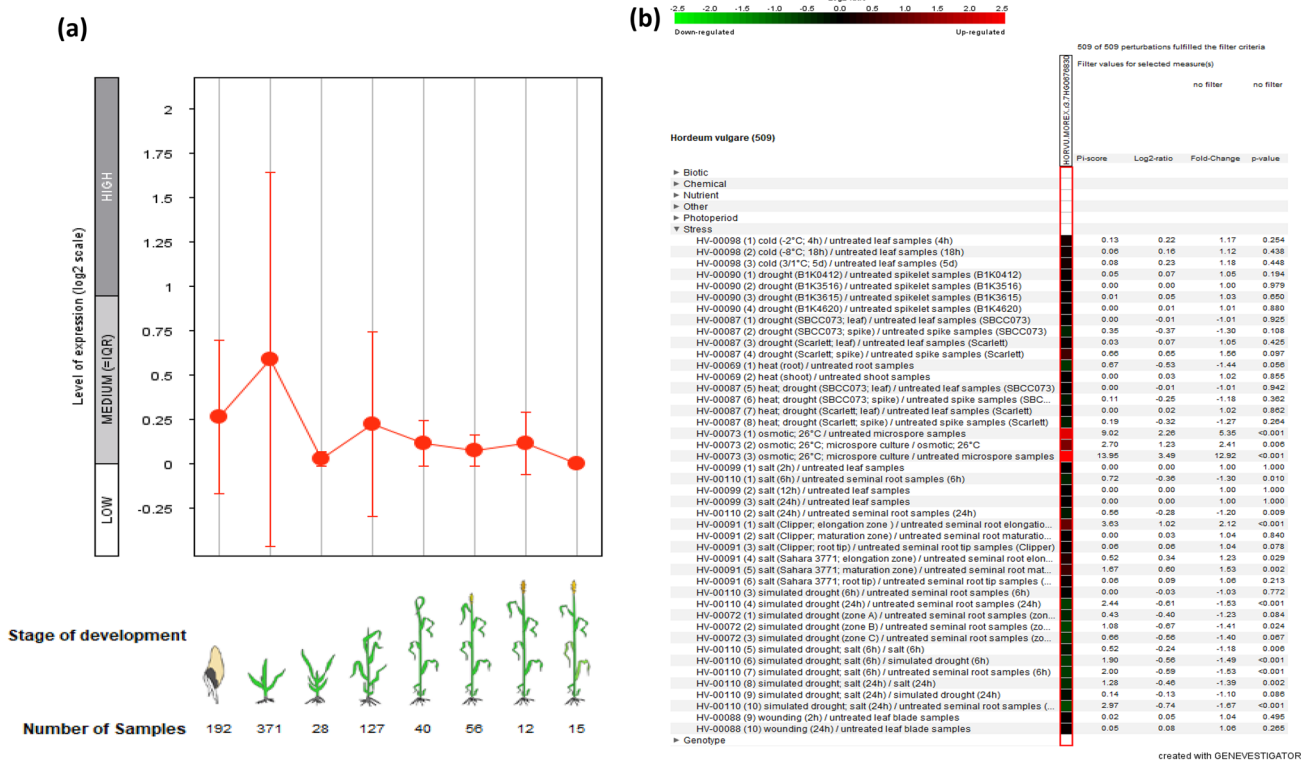 (a)
Level of expression (log2 scale)
HIGH
MEDIUM (=IQR)
LOW
2
1.75
1.5
1.25
1
0.75
0.5
0.25
0
-0.25
Stage of development
Number of Samples 192 371 28 127 40 56 12 15
(b)
-2.5 -2.0 -1.5 -1.0 -0.5 0.0 0.5 1.0 1.5 2.0 2.5
Down-regulated Up-regulated
509 of 509 perturbations fulfilled the filter criteria
Filter values for selected measure(s)
no filter no filter
Hordeum vulgare (509)
Pi-score Log2-ratio Fold-Change p-value
Biotic
Chemical
Nutrient
Other
Photoperiod
Stress
HV-00098 (1) cold (-2°C; 4h) / untreated leaf samples (4h) 0.13 0.22 1.17 0.254
HV-00098 (2) cold (-8°C; 18h) / untreated leaf samples (18h) 0.06 0.16 1.12 0.438
HV-00098 (3) cold (3/1°C; 5d) / untreated leaf samples (5d) 0.08 0.23 1.18 0.448
HV-00090 (1) drought (B1K0412) / untreated spikelet samples (B1K0412) 0.05 0.07 1.05 0.194
HV-00090 (2) drought (B1K3516) / untreated spikelet samples (B1K3516) 0.00 0.00 1.00 0.979
HV-00090 (3) drought (B1K3615) / untreated spikelet samples (B1K3615) 0.01 0.05 1.03 0.650
HV-00090 (4) drought (B1K4620) / untreated spikelet samples (B1K4620) 0.00 0.01 1.01 0.880
HV-00087 (1) drought (SBCC073; leaf) / untreated leaf samples (SBCC073) 0.00 -0.01 -1.01 0.925
HV-00087 (2) drought (SBCC073; spike) / untreated spike samples (SBCC073) 0.35 -0.37 -1.30 0.108
HV-00087 (3) drought (Scarlett; leaf) / untreated leaf samples (Scarlett) 0.03 0.07 1.05 0.425
HV-00087 (4) drought (Scarlett; spike) / untreated spike samples (Scarlett) 0.66 0.65 1.56 0.097
HV-00069 (1) heat (root) / untreated root samples 0.67 -0.53 -1.44 0.056
HV-00069 (2) heat (shoot) / untreated shoot samples 0.00 0.03 1.02 0.855
HV-00087 (5) heat; drought (SBCC073; leaf) / untreated leaf samples (SBCC073) 0.00 -0.01 -1.01 0.942
HV-00087 (6) heat; drought (SBCC073; spike) / untreated spike samples (SBC... 0.11 -0.25 -1.18 0.362
HV-00087 (7) heat; drought (Scarlett; leaf) / untreated leaf samples (Scarlett) 0.00 0.02 1.02 0.862
HV-00087 (8) heat; drought (Scarlett; spike) / untreated spike samples (Scarlett) 0.19 -0.32 -1.27 0.264
HV-00073 (1) osmotic; 26°C / untreated microspore samples 9.02 2.26 5.35 <0.001
HV-00073 (2) osmotic; 26°C; microspore culture / osmotic; 26°C 2.70 1.23 2.41 0.006
HV-00073 (3) osmotic; 26°C; microspore culture / untreated microspore samples 13.95 3.49 12.92 <0.001
HV-00099 (1) salt (2h) / untreated leaf samples 0.00 0.00 1.00 1.000
HV-00110 (1) salt (6h) / untreated seminal root samples (6h) 0.72 -0.36 -1.30 0.010
HV-00099 (2) salt (12h) / untreated leaf samples 0.00 0.00 1.00 1.000
HV-00099 (3) salt (24h) / untreated leaf samples 0.00 0.00 1.00 1.000
HV-00110 (2) salt (24h) / untreated seminal root samples (24h) 0.56 -0.28 -1.20 0.009
HV-00091 (1) salt (Clipper; elongation zone ) / untreated seminal root elongatio... 3.63 1.02 2.12 <0.001
HV-00091 (2) salt (Clipper; maturation zone) / untreated seminal root maturatio... 0.00 0.03 1.04 0.840
HV-00091 (3) salt (Clipper; root tip) / untreated seminal root tip samples (Clipper) 0.06 0.06 1.04 0.078
HV-00091 (4) salt (Sahara 3771; elongation zone) / untreated seminal root elon... 0.52 0.34 1.23 0.029
HV-00091 (5) salt (Sahara 3771; maturation zone) / untreated seminal root mat... 1.67 0.60 1.53 0.002
HV-00091 (6) salt (Sahara 3771; root tip) / untreated seminal root tip samples (... 0.06 0.09 1.06 0.213
HV-00110 (3) simulated drought (6h) / untreated seminal root samples (6h) 0.00 -0.03 -1.03 0.772
HV-00110 (4) simulated drought (24h) / untreated seminal root samples (24h) 2.44 -0.61 -1.53 <0.001
HV-00072 (1) simulated drought (zone A) / untreated seminal root samples (zon... 0.43 -0.40 -1.23 0.084
HV-00072 (2) simulated drought (zone B) / untreated seminal root samples (zo... 1.08 -0.67 -1.41 0.024
HV-00072 (3) simulated drought (zone C) / untreated seminal root samples (zo... 0.66 -0.56 -1.40 0.067
HV-00110 (5) simulated drought; salt (6h) / salt (6h) 0.52 -0.24 -1.18 0.006
HV-00110 (6) simulated drought; salt (6h) / simulated drought (6h) 1.90 -0.56 -1.49 <0.001
HV-00110 (7) simulated drought; salt (6h) / untreated seminal root samples (6h) 2.00 -0.59 -1.53 <0.001
HV-00110 (8) simulated drought; salt (24h) / salt (24h) 1.28 -0.46 -1.39 0.002
HV-00110 (9) simulated drought; salt (24h) / simulated drought (24h) 0.14 -0.13 -1.10 0.086
HV-00110 (10) simulated drought; salt (24h) / untreated seminal root samples (... 2.97 -0.74 -1.67 <0.001
HV-00088 (9) wounding (2h) / untreated leaf blade samples 0.02 0.05 1.04 0.495
HV-00088 (10) wounding (24h) / untreated leaf blade samples 0.05 0.08 1.06 0.265
Genotype
created with GENEVESTIGATOR